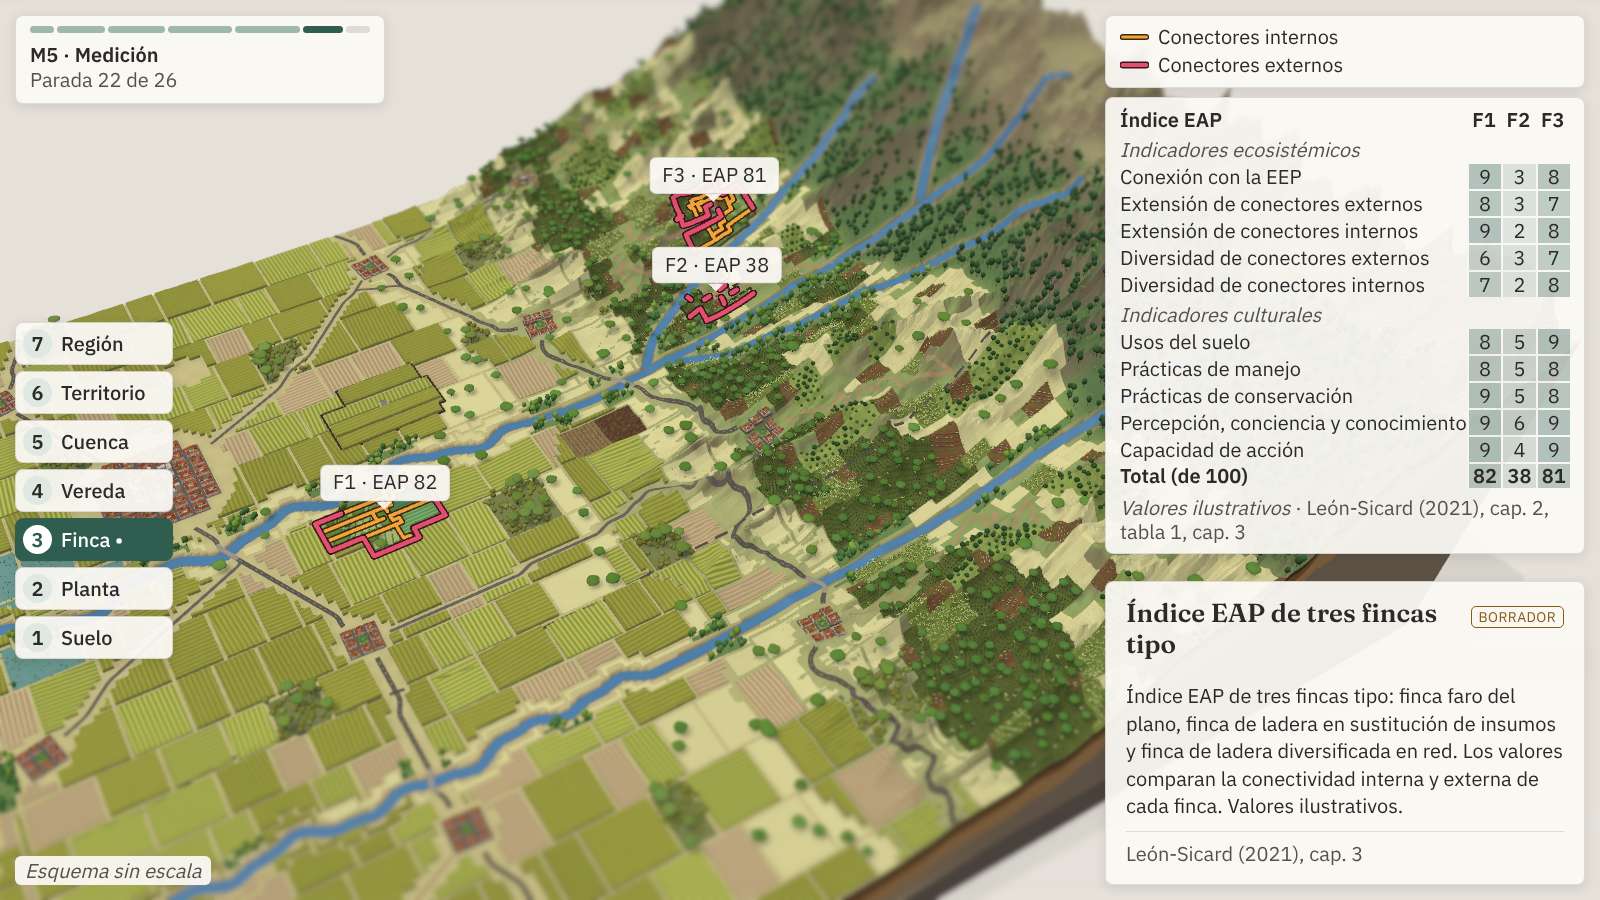 M5 · Medición
Parada 22 de 26
Conectores internos
Conectores externos
Índice EAP F1 F2 F3
Indicadores ecosistémicos
Conexión con la EEP 9 3 8
Extensión de conectores externos 8 3 7
Extensión de conectores internos 9 2 8
Diversidad de conectores externos 6 3 7
Diversidad de conectores internos 7 2 8
Indicadores culturales
Usos del suelo 8 5 9
Prácticas de manejo 8 5 8
Prácticas de conservación 9 5 8
Percepción, conciencia y conocimiento 9 6 9
Capacidad de acción 9 4 9
Total (de 100) 82 38 81
Valores ilustrativos · León-Sicard (2021), cap. 2,
tabla 1, cap. 3
F3 · EAP 81
F2 · EAP 38
F1 · EAP 82
7 Región
6 Territorio
5 Cuenca
4 Vereda
3 Finca •
2 Planta
1 Suelo
Índice EAP de tres fincas
tipo
BORRADOR
Índice EAP de tres fincas tipo: finca faro del
plano, finca de ladera en sustitución de insumos
y finca de ladera diversificada en red. Los valores
comparan la conectividad interna y externa de
cada finca. Valores ilustrativos.
León-Sicard (2021), cap. 3
Esquema sin escala